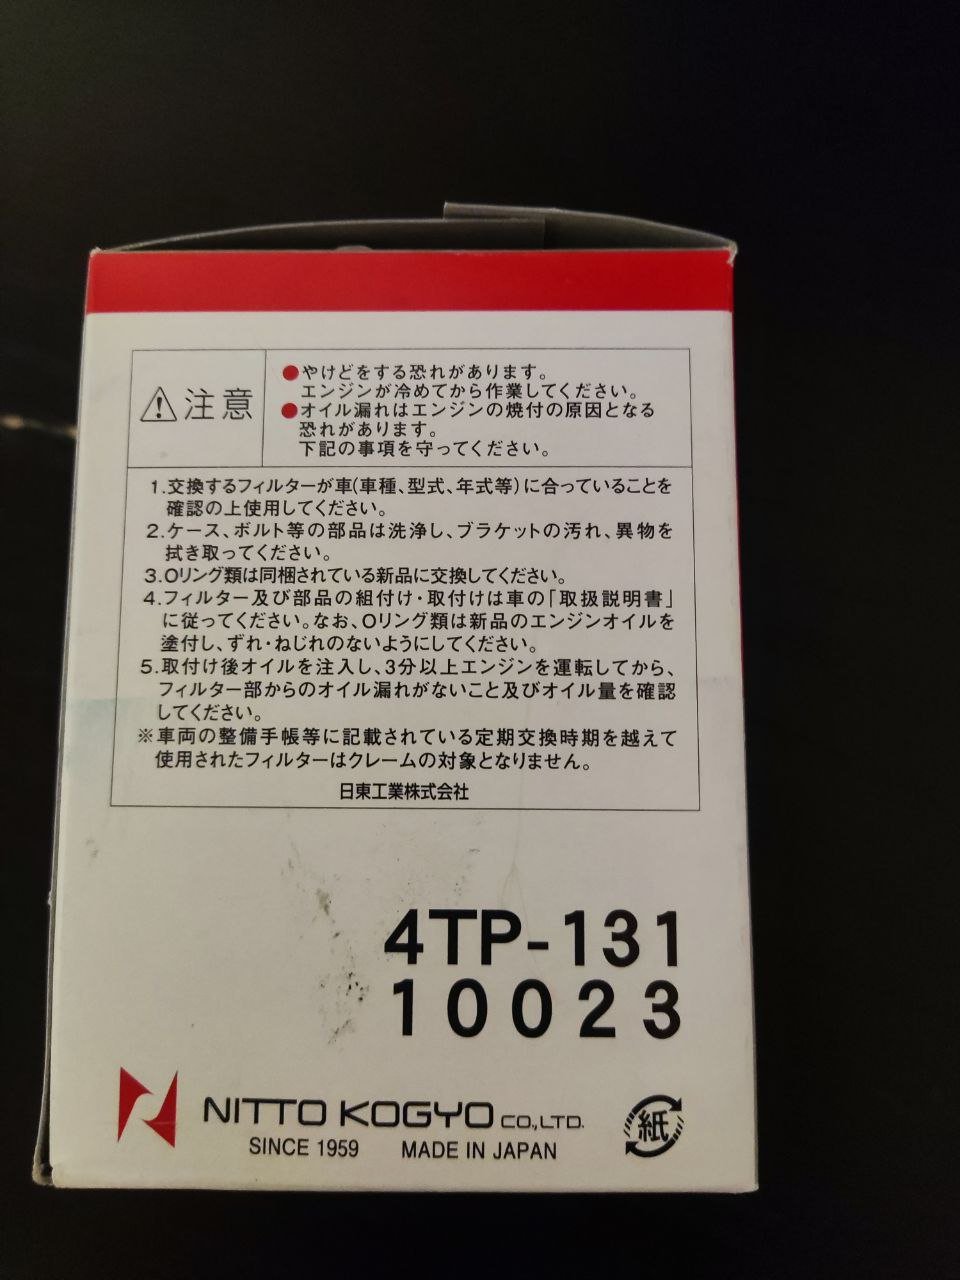 注意
●やけどをする恐れがあります。
エンジンが冷めてから作業してください。
●オイル漏れはエンジンの焼付の原因となる
恐れがあります。
下記の事項を守ってください。
1.交換するフィルターが車(車種、型式、年式等)に合っていることを
確認の上使用してください。
2.ケース、ボルト等の部品は洗浄し、ブラケットの汚れ、異物を
拭き取ってください。
3.Oリング類は同梱されている新品に交換してください。
4.フィルター及び部品の組付け・取付けは車の「取扱説明書」
に従ってください。なお、Oリング類は新品のエンジンオイルを
塗付し、ずれ・ねじれのないようにしてください。
5.取付け後オイルを注入し、3分以上エンジンを運転してから、
フィルター部からのオイル漏れがないこと及びオイル量を確認
してください。
※車両の整備手帳等に記載されている定期交換時期を越えて
使用されたフィルターはクレームの対象となりません。
日東工業株式会社
4TP-131
10023
NITTO KOGYO CO.,LTD.
SINCE 1959 MADE IN JAPAN
紙